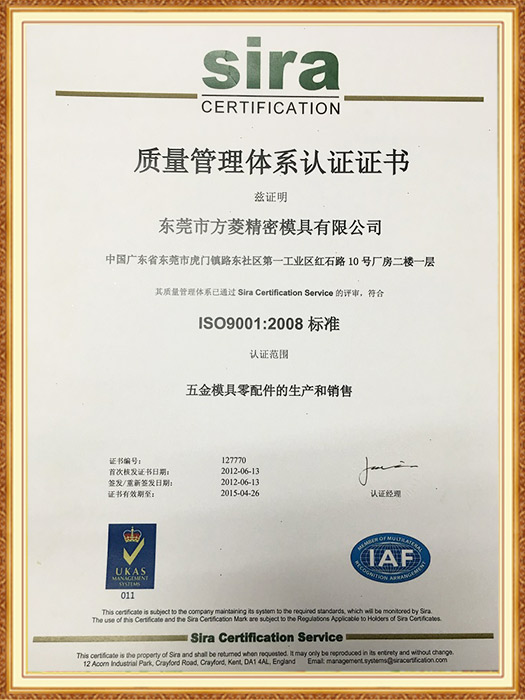 sira
CERTIFICATION
质量管理体系认证证书
兹证明
东莞市方菱精密模具有限公司
中国广东省东莞市虎门镇路东社区第一工业区红石路 10 号厂房二楼一层
其质量管理体系已通过 Sira Certification Service 的评审，符合
ISO9001:2008 标准
认证范围
五金模具零配件的生产和销售
证书编号: 127770
首次核发证书日期: 2012-06-13
签发/重新签发日期: 2012-06-13
证书有效期至: 2015-04-26
认证经理
UKAS
MANAGEMENT
SYSTEMS
011
MEMBER OF MULTILATERAL
IAF
RECOGNITION ARRANGEMENT
This certificate is subject to the company maintaining its system to the required standards, which will be monitored by Sira.
The use of this Certificate and the Sira Certification Mark are subject to the Regulations Applicable to Holders of Sira Certificates.
Sira Certification Service
This certificate is the property of Sira and shall be returned when requested. It may only be reproduced in its entirety and without change.
12 Acorn Industrial Park, Crayford Road, Crayford, Kent, DA1 4AL, England Email: management.systems@siracertification.com